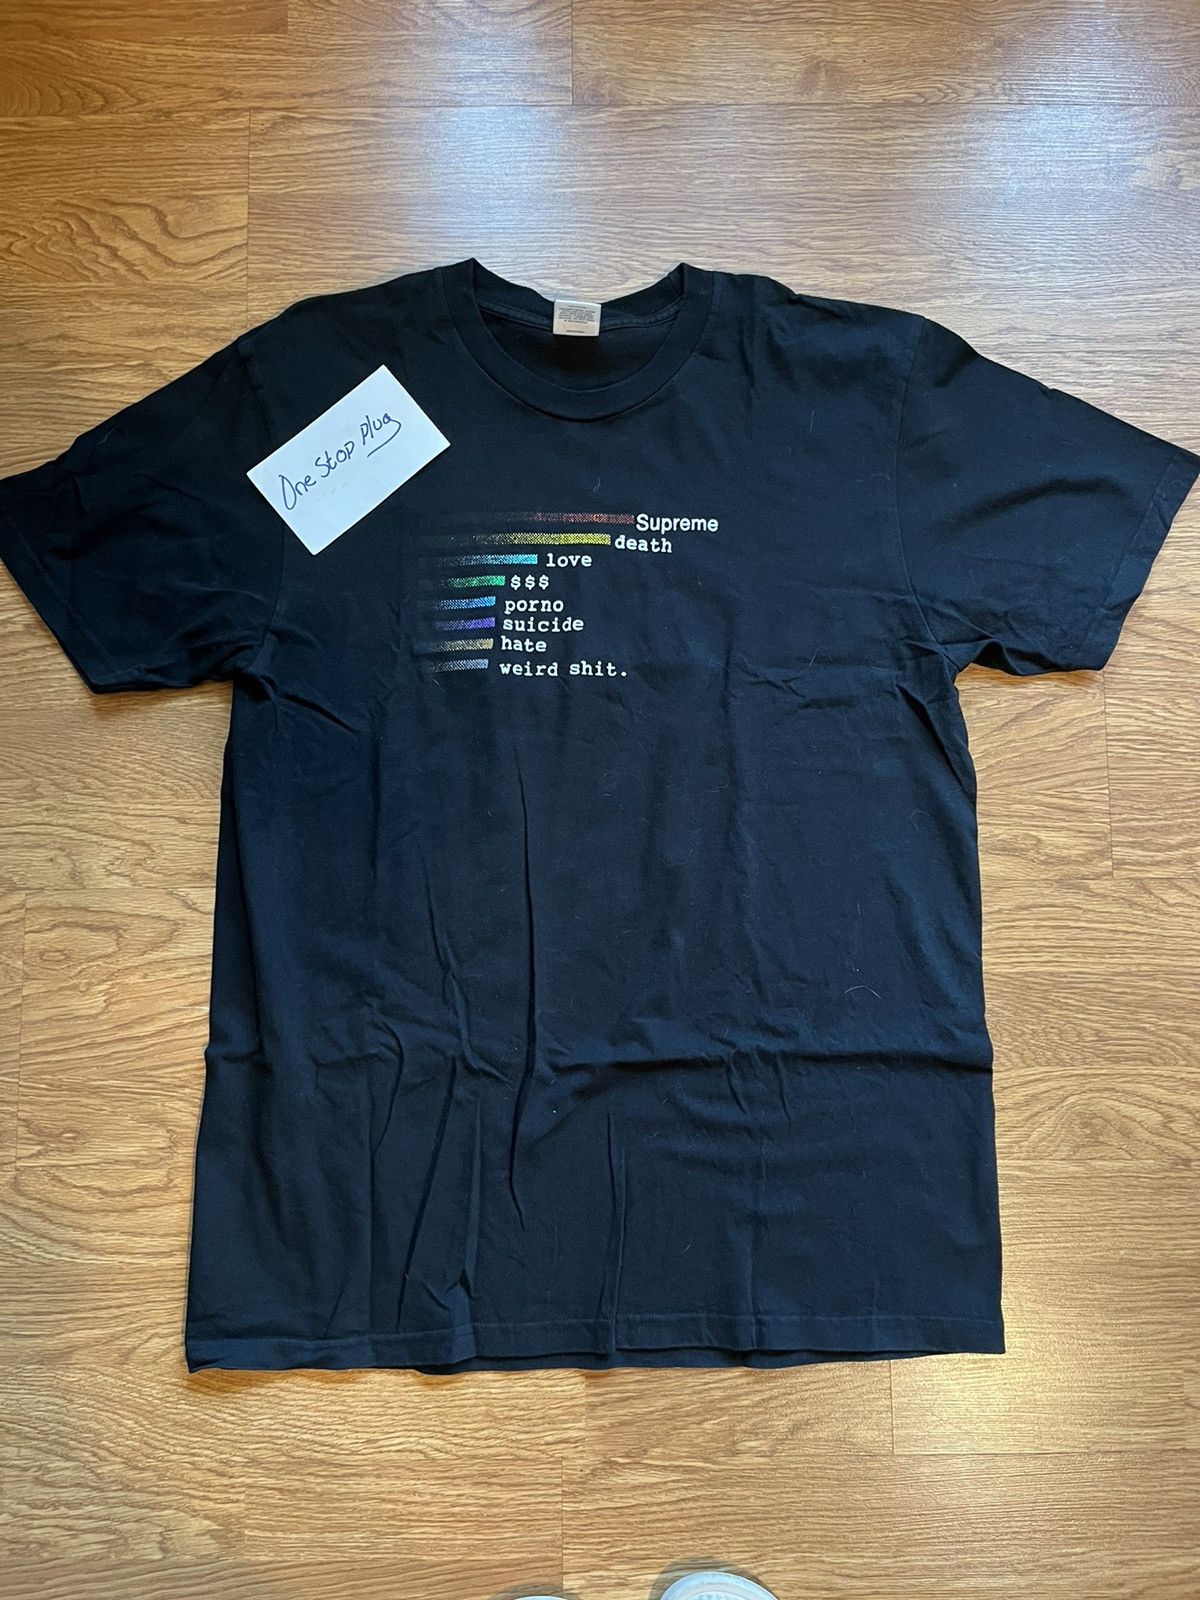 One Stop Plug
Supreme
death
love
$$$
porno
suicide
hate
weird shit.